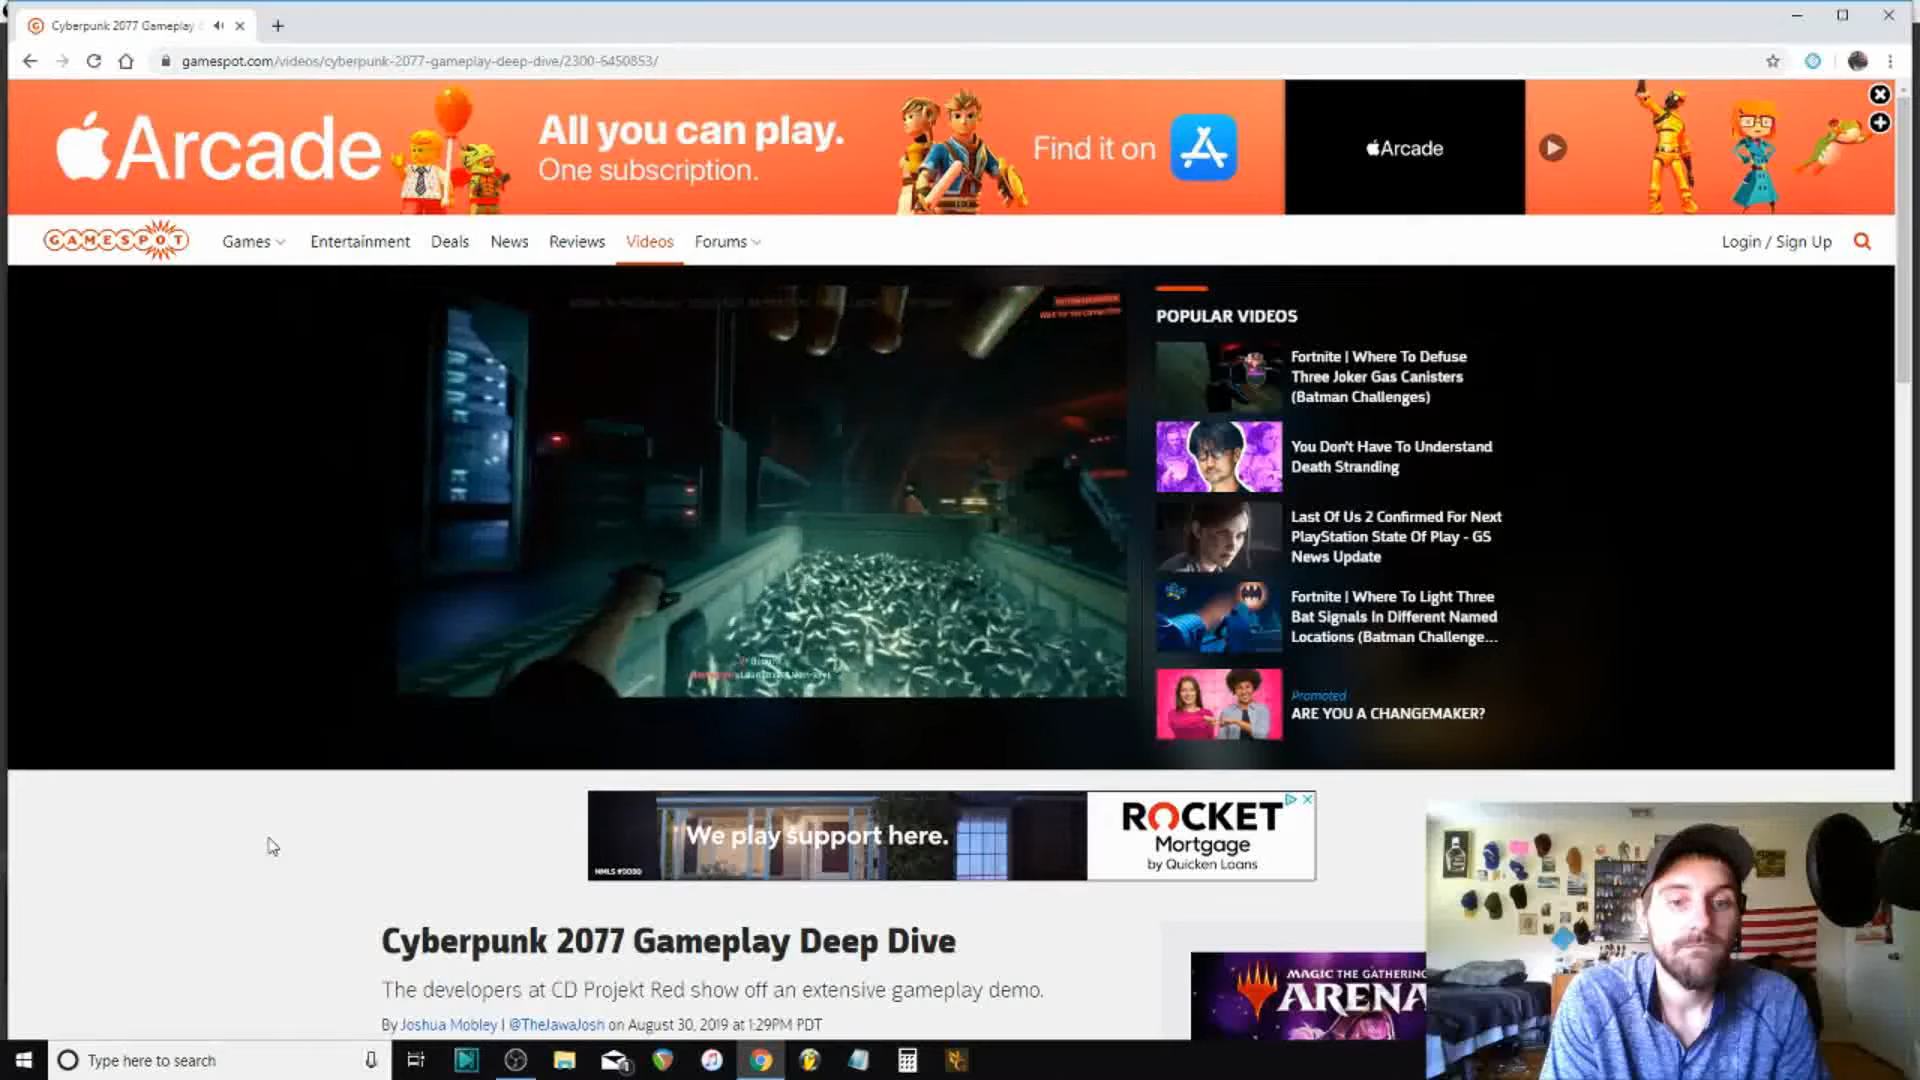 Cyberpunk 2077 Gameplay
gamespot.com/videos/cyberpunk-2077-gameplay-deep-dive/2300-6450853/
Arcade
All you can play.
One subscription.
Find it on
Arcade
GAMESPOT
Games
Entertainment
Deals
News
Reviews
Videos
Forums
Login / Sign Up
POPULAR VIDEOS
Fortnite | Where To Defuse
Three Joker Gas Canisters
(Batman Challenges)
You Don't Have To Understand
Death Stranding
Last Of Us 2 Confirmed For Next
PlayStation State Of Play - GS
News Update
Fortnite | Where To Light Three
Bat Signals In Different Named
Locations (Batman Challenge...
Promoted
ARE YOU A CHANGEMAKER?
We play support here.
NMLS #3030
ROCKET
Mortgage
by Quicken Loans
Cyberpunk 2077 Gameplay Deep Dive
The developers at CD Projekt Red show off an extensive gameplay demo.
By Joshua Mobley | @TheJawaJosh on August 30, 2019 at 1:29PM PDT
MAGIC THE GATHERING
ARENA
Type here to search